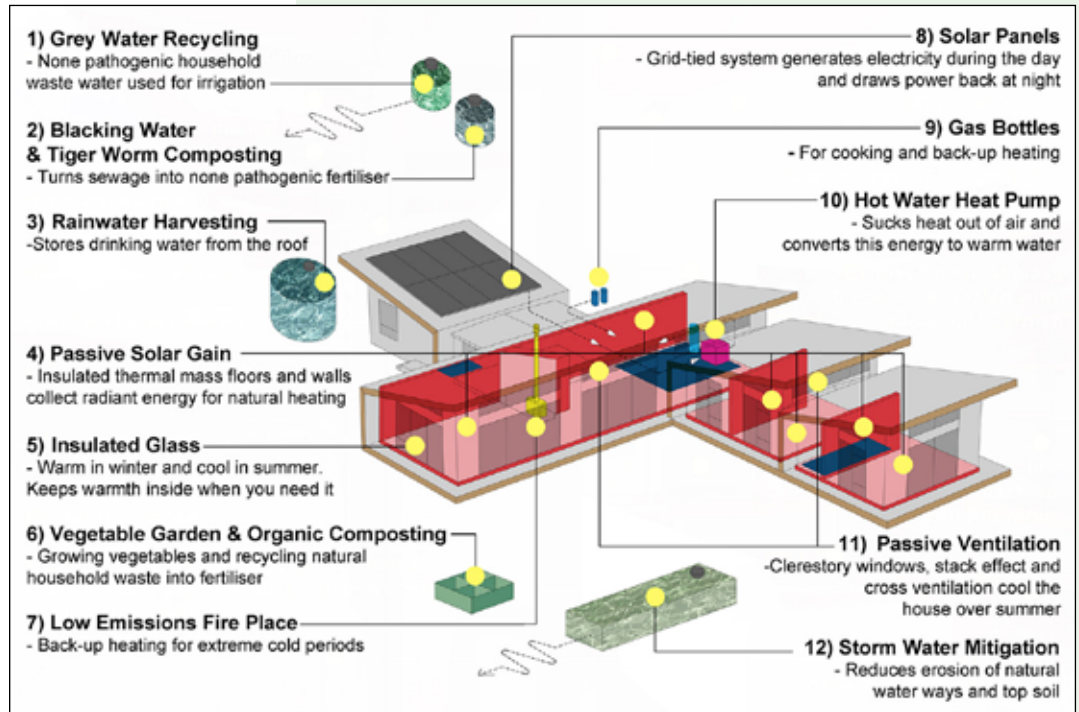 1) Grey Water Recycling
- None pathogenic household
waste water used for irrigation
2) Blacking Water
& Tiger Worm Composting
- Turns sewage into none pathogenic fertiliser
3) Rainwater Harvesting
-Stores drinking water from the roof
4) Passive Solar Gain
- Insulated thermal mass floors and walls
collect radiant energy for natural heating
5) Insulated Glass
- Warm in winter and cool in summer.
Keeps warmth inside when you need it
6) Vegetable Garden & Organic Composting
- Growing vegetables and recycling natural
household waste into fertiliser
7) Low Emissions Fire Place
- Back-up heating for extreme cold periods
8) Solar Panels
- Grid-tied system generates electricity during the day
and draws power back at night
9) Gas Bottles
- For cooking and back-up heating
10) Hot Water Heat Pump
- Sucks heat out of air and
converts this energy to warm water
11) Passive Ventilation
-Clerestory windows, stack effect and
cross ventilation cool the
house over summer
12) Storm Water Mitigation
- Reduces erosion of natural
water ways and top soil